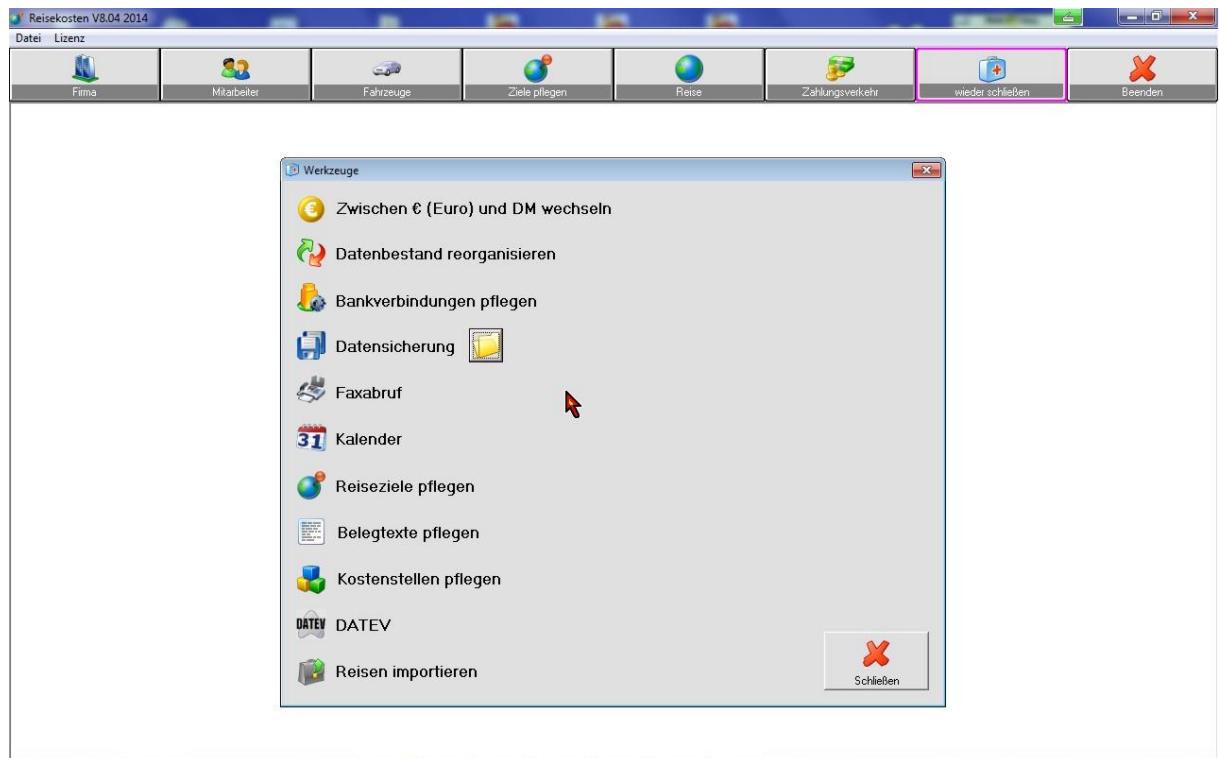 Reisekosten V8.04 2014
Datei Lizenz
Firma Mitarbeiter Fahrzeuge Ziele pflegen Reise Zahlungsverkehr wieder schließen Beenden
Werkzeuge
Zwischen € (Euro) und DM wechseln
Datenbestand reorganisieren
Bankverbindungen pflegen
Datensicherung
Faxabruf
31 Kalender
Reiseziele pflegen
Belegtexte pflegen
Kostenstellen pflegen
DATEV DATEV
Reisen importieren
Schließen